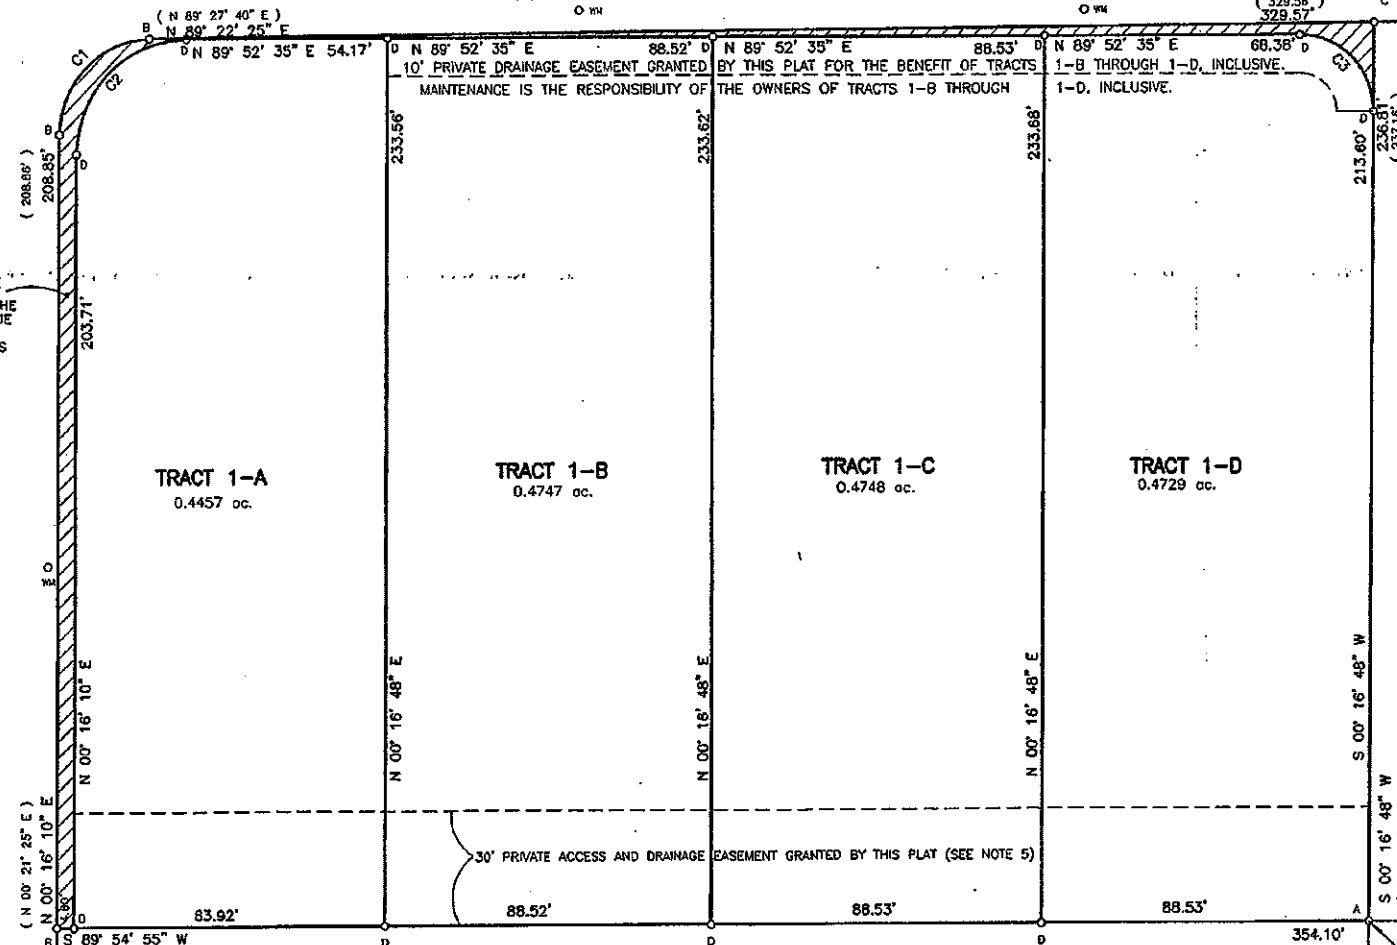 ( N 89° 27' 40" E )
N 89° 22' 25" E
B
O WM
O WM
( 329.58' )
329.57'
C
C1
C2
D
N 89° 52' 35" E 54.17'
D
N 89° 52' 35" E
88.52'
D
N 89° 52' 35" E
88.53'
D
N 89° 52' 35" E
68.38'
D
C3
10' PRIVATE DRAINAGE EASEMENT GRANTED BY THIS PLAT FOR THE BENEFIT OF TRACTS 1-B THROUGH 1-D, INCLUSIVE.
MAINTENANCE IS THE RESPONSIBILITY OF THE OWNERS OF TRACTS 1-B THROUGH 1-D, INCLUSIVE.
B
D
D
( 208.86' )
208.85'
203.71'
233.56'
233.62'
233.68'
213.60'
236.81'
HE
S
TRACT 1-A
0.4457 ac.
TRACT 1-B
0.4747 ac.
TRACT 1-C
0.4748 ac.
TRACT 1-D
0.4729 ac.
O
WM
( N 00° 21' 25" E )
N 00° 16' 10" E
N 00° 16' 10" E
N 00° 16' 48" E
N 00° 16' 48" E
N 00° 16' 48" E
S 00° 16' 48" W
S 00° 16' 48" W
30' PRIVATE ACCESS AND DRAINAGE EASEMENT GRANTED BY THIS PLAT (SEE NOTE 5)
D
83.92'
88.52'
88.53'
88.53'
A
B
S 89° 54' 55" W
D
D
D
354.10'